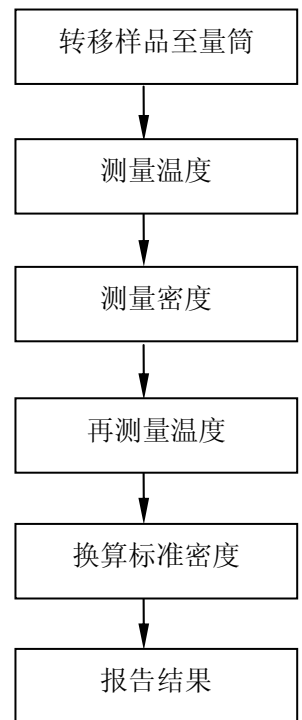 转移样品至量筒
测量温度
测量密度
再测量温度
换算标准密度
报告结果